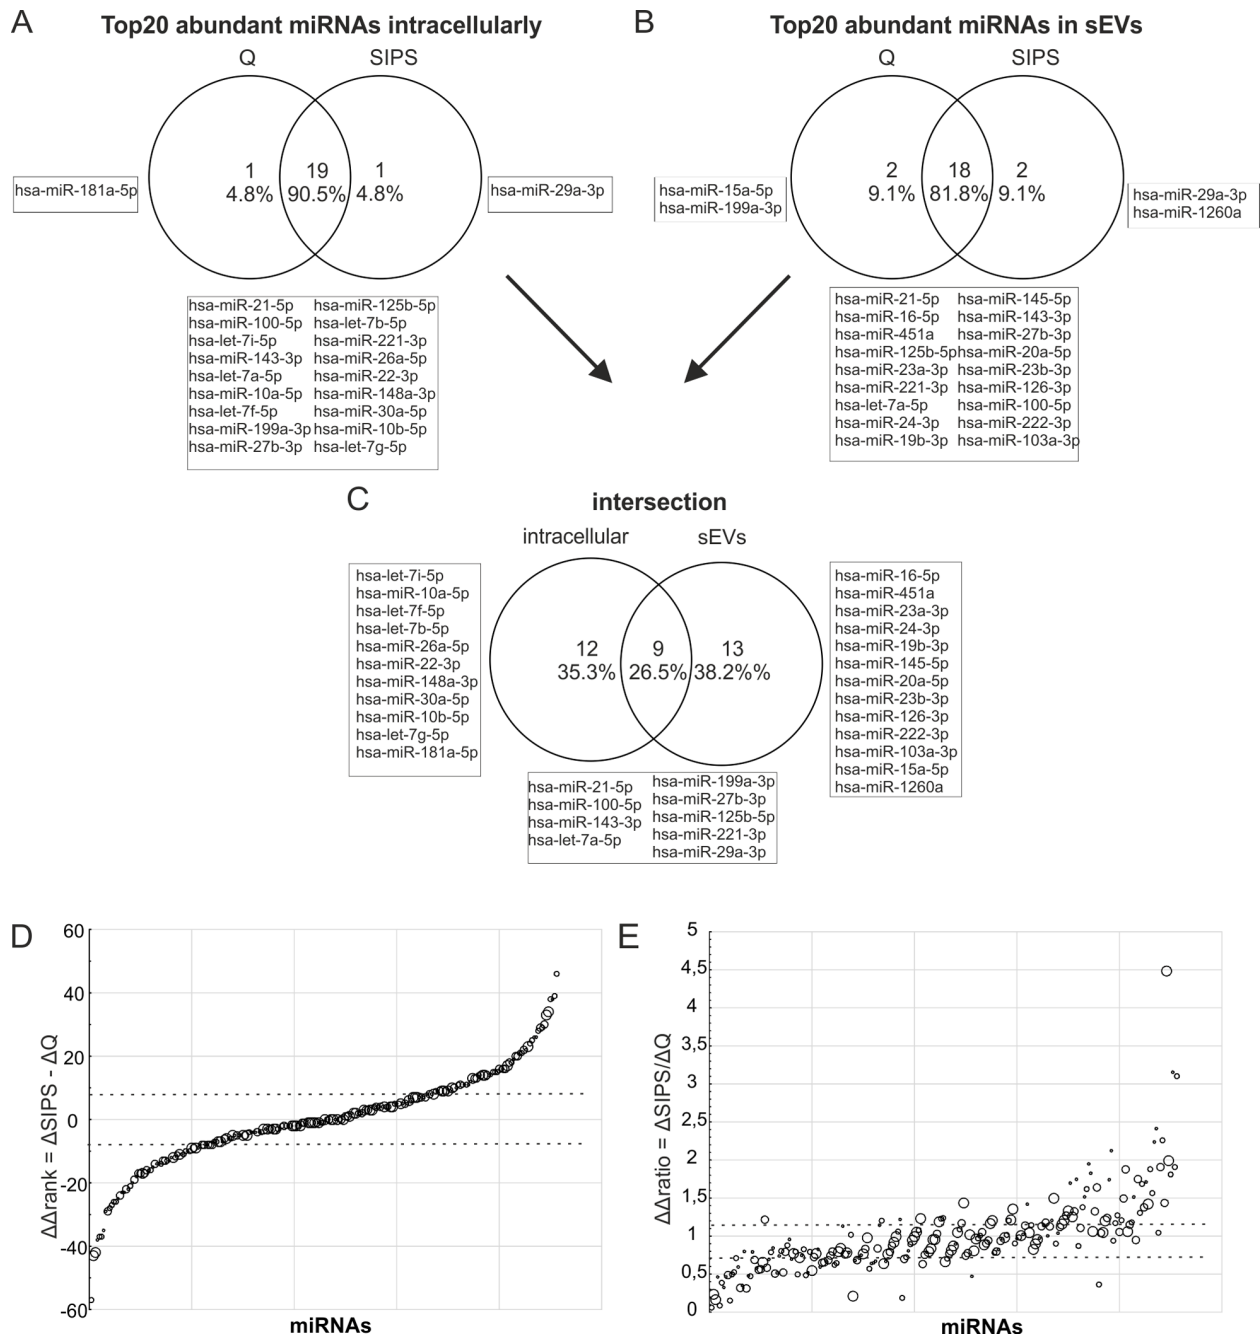 A
Top20 abundant miRNAs intracellularly
Q
SIPS
1
4.8%
19
90.5%
1
4.8%
hsa-miR-181a-5p
hsa-miR-29a-3p
hsa-miR-21-5p hsa-miR-125b-5p
hsa-miR-100-5p hsa-let-7b-5p
hsa-let-7i-5p hsa-miR-221-3p
hsa-miR-143-3p hsa-miR-26a-5p
hsa-let-7a-5p hsa-miR-22-3p
hsa-miR-10a-5p hsa-miR-148a-3p
hsa-let-7f-5p hsa-miR-30a-5p
hsa-miR-199a-3p hsa-miR-10b-5p
hsa-miR-27b-3p hsa-let-7g-5p
B
Top20 abundant miRNAs in sEVs
Q
SIPS
2
9.1%
18
81.8%
2
9.1%
hsa-miR-15a-5p
hsa-miR-199a-3p
hsa-miR-29a-3p
hsa-miR-1260a
hsa-miR-21-5p hsa-miR-145-5p
hsa-miR-16-5p hsa-miR-143-3p
hsa-miR-451a hsa-miR-27b-3p
hsa-miR-125b-5p hsa-miR-20a-5p
hsa-miR-23a-3p hsa-miR-23b-3p
hsa-miR-221-3p hsa-miR-126-3p
hsa-let-7a-5p hsa-miR-100-5p
hsa-miR-24-3p hsa-miR-222-3p
hsa-miR-19b-3p hsa-miR-103a-3p
C
intersection
intracellular
sEVs
12
35.3%
9
26.5%
13
38.2%%
hsa-let-7i-5p
hsa-miR-10a-5p
hsa-let-7f-5p
hsa-let-7b-5p
hsa-miR-26a-5p
hsa-miR-22-3p
hsa-miR-148a-3p
hsa-miR-30a-5p
hsa-miR-10b-5p
hsa-let-7g-5p
hsa-miR-181a-5p
hsa-miR-16-5p
hsa-miR-451a
hsa-miR-23a-3p
hsa-miR-24-3p
hsa-miR-19b-3p
hsa-miR-145-5p
hsa-miR-20a-5p
hsa-miR-23b-3p
hsa-miR-126-3p
hsa-miR-222-3p
hsa-miR-103a-3p
hsa-miR-15a-5p
hsa-miR-1260a
hsa-miR-21-5p
hsa-miR-100-5p
hsa-miR-143-3p
hsa-let-7a-5p
hsa-miR-199a-3p
hsa-miR-27b-3p
hsa-miR-125b-5p
hsa-miR-221-3p
hsa-miR-29a-3p
D
ΔΔrank = ΔSIPS - ΔQ
60
40
20
0
-20
-40
-60
miRNAs
E
ΔΔratio = ΔSIPS/ΔQ
5
4,5
4
3,5
3
2,5
2
1,5
1
0,5
0
miRNAs